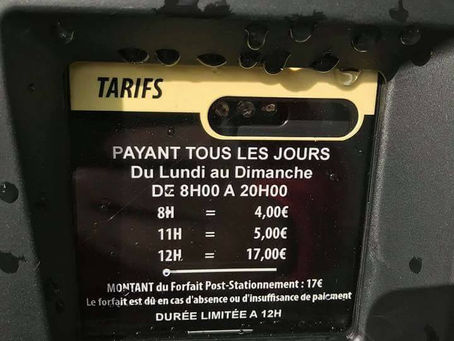 TARIFS
PAYANT TOUS LES JOURS
Du Lundi au Dimanche
DE 8H00 A 20H00
8H = 4,00€
11H = 5,00€
12H = 17,00€
MONTANT du Forfait Post-Stationnement : 17€
Le forfait est dû en cas d'absence ou d'insuffisance de paiement
DURÉE LIMITÉE A 12H